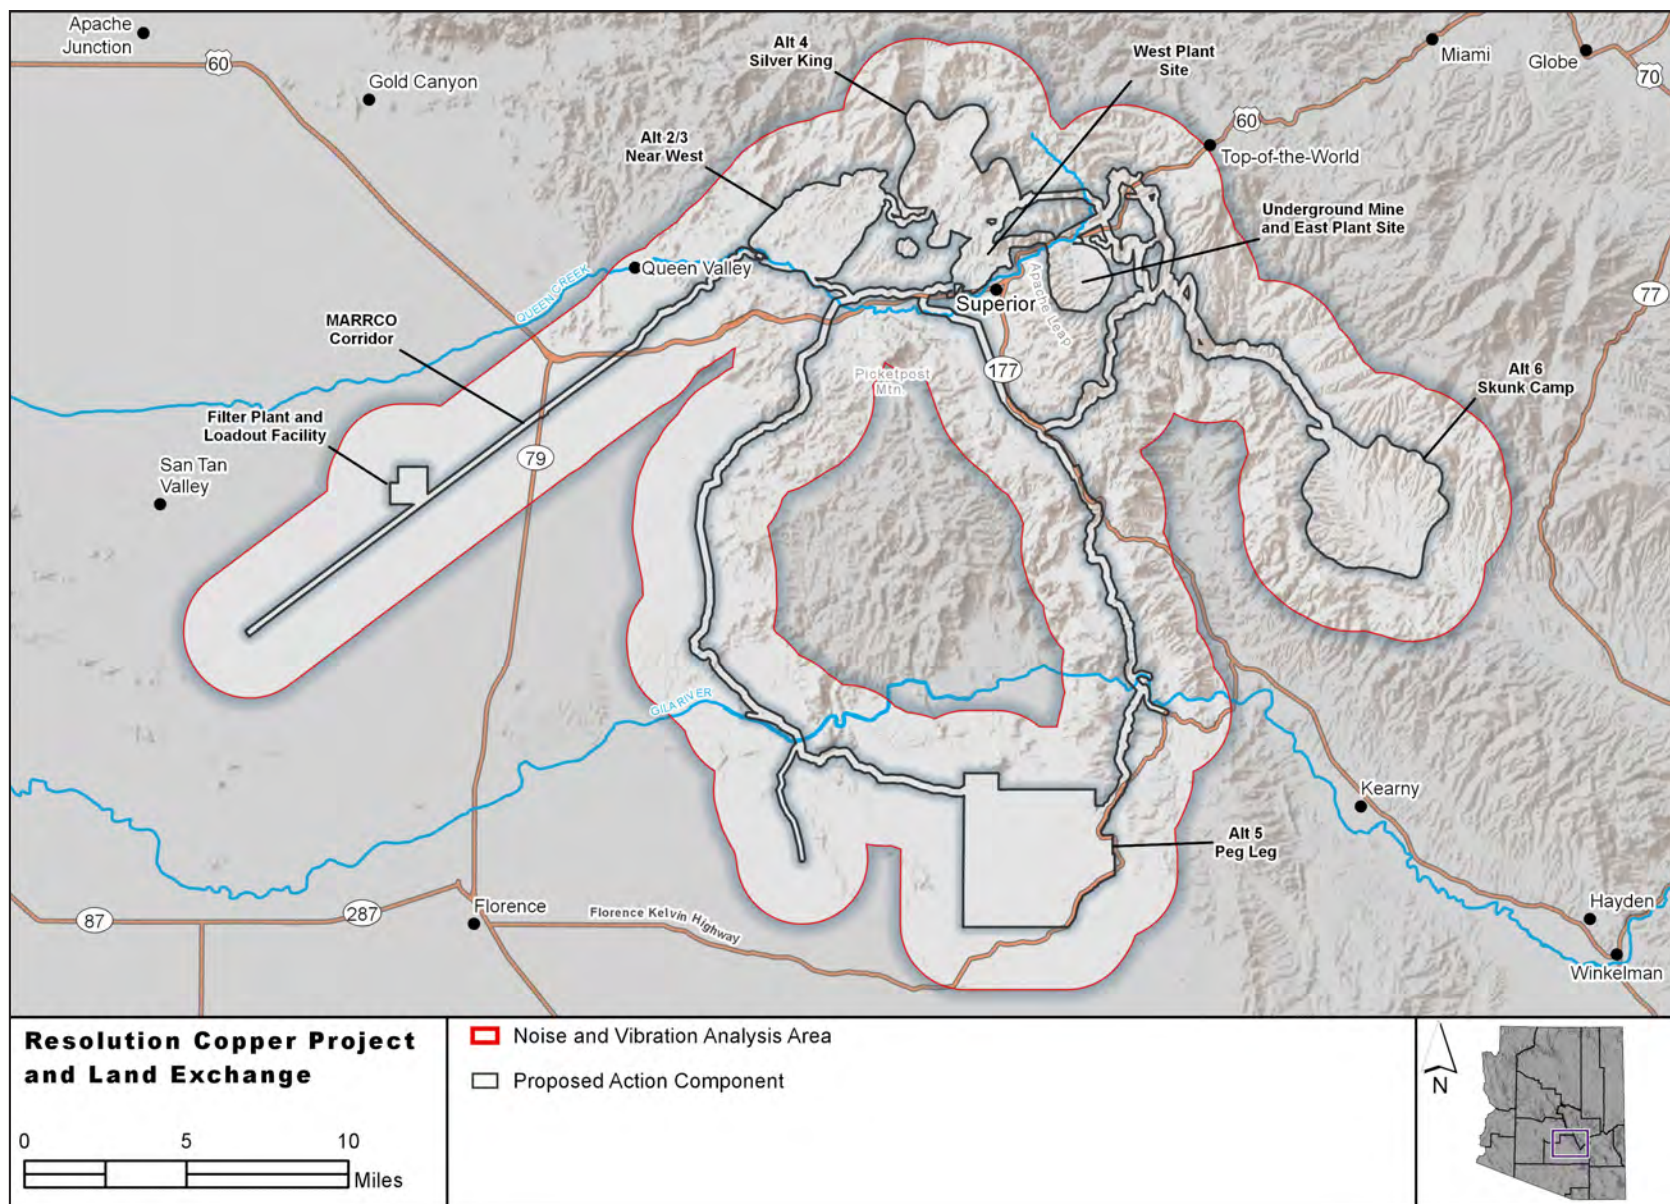 Apache
Junction
60
Gold Canyon
Alt 4
Silver King
West Plant
Site
Miami
Globe
70
60
Top-of-the-World
Alt 2/3
Near West
Underground Mine
and East Plant Site
Queen Valley
QUEEN CREEK
Superior
Apache Leap
77
MARRCO
Corridor
Picketpost
Mtn.
177
Alt 6
Skunk Camp
Filter Plant and
Loadout Facility
79
San Tan
Valley
GILA RIVER
Kearny
Alt 5
Peg Leg
87
287
Florence
Florence Kelvin Highway
Hayden
Winkelman
Resolution Copper Project
and Land Exchange
0 5 10
Miles
Noise and Vibration Analysis Area
Proposed Action Component
N